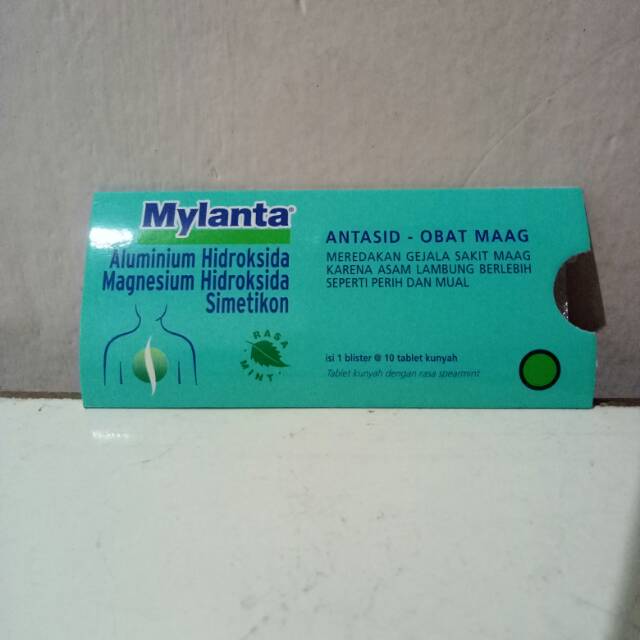 Mylanta®
Aluminium Hidroksida
Magnesium Hidroksida
Simetikon
RASA
MINT
ANTASID - OBAT MAAG
MEREDAKAN GEJALA SAKIT MAAG
KARENA ASAM LAMBUNG BERLEBIH
SEPERTI PERIH DAN MUAL
isi 1 blister @ 10 tablet kunyah
Tablet kunyah dengan rasa spearmint